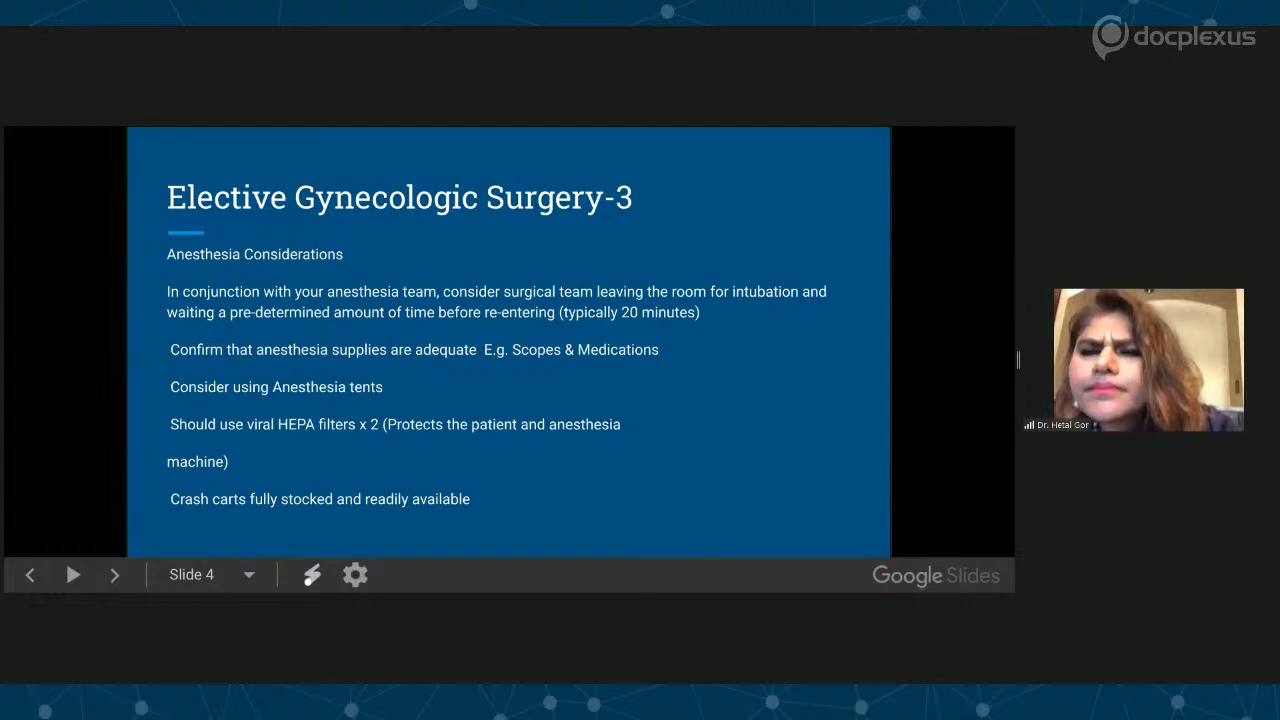 docplexus
Elective Gynecologic Surgery-3
Anesthesia Considerations
In conjunction with your anesthesia team, consider surgical team leaving the room for intubation and
waiting a pre-determined amount of time before re-entering (typically 20 minutes)
Confirm that anesthesia supplies are adequate  E.g. Scopes & Medications
Consider using Anesthesia tents
Should use viral HEPA filters x 2 (Protects the patient and anesthesia
machine)
Crash carts fully stocked and readily available
Dr. Hetal Gor
Slide 4
Google Slides